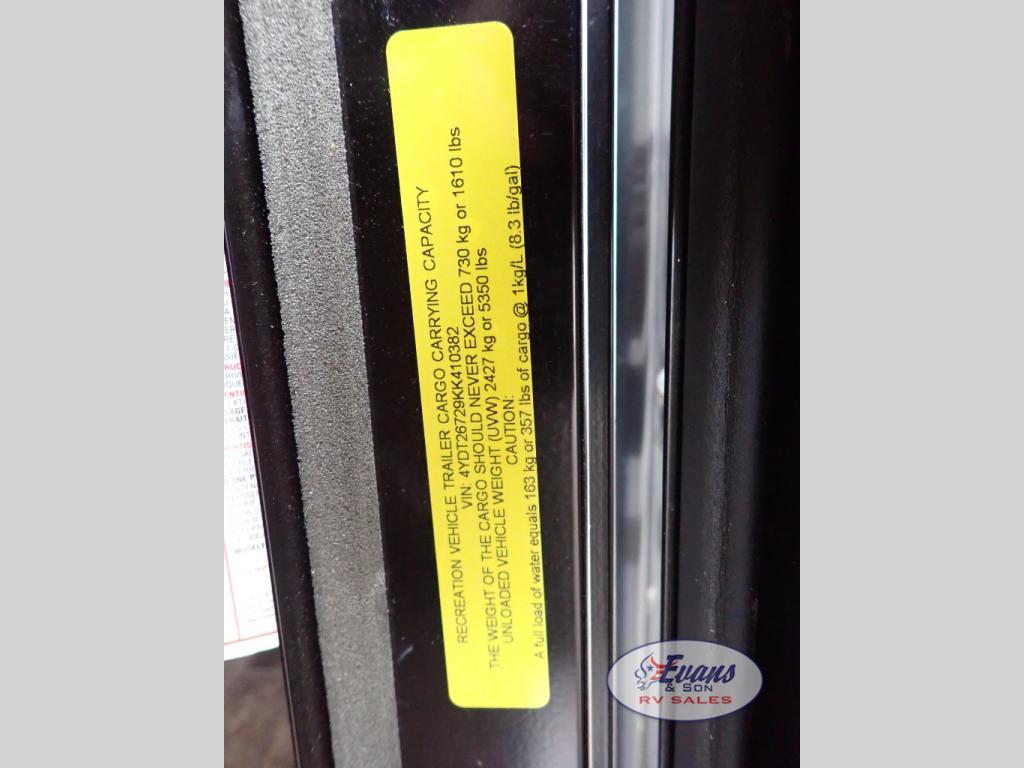 RECREATION VEHICLE TRAILER CARGO CARRYING CAPACITY
VIN: 4YDT26729KK410382
THE WEIGHT OF THE CARGO SHOULD NEVER EXCEED 730 kg or 1610 lbs
UNLOADED VEHICLE WEIGHT (UVW) 2427 kg or 5350 lbs
CAUTION:
A full load of water equals 163 kg or 357 lbs of cargo @ 1kg/L (8.3 lb/gal)
Evans
& SON
RV SALES